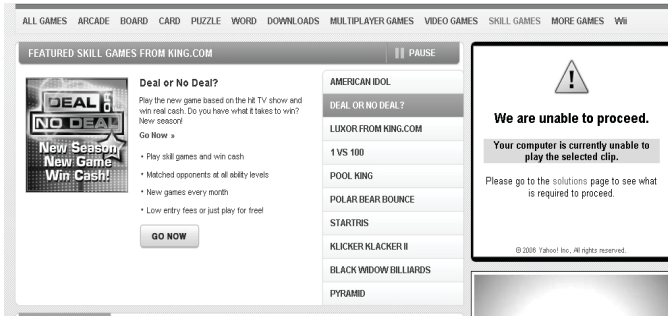 ALL GAMES ARCADE BOARD CARD PUZZLE WORD DOWNLOADS MULTIPLAYER GAMES VIDEO GAMES SKILL GAMES MORE GAMES Wii
FEATURED SKILL GAMES FROM KING.COM
PAUSE
DEAL OR
NO DEAL
New Season
New Game
Win Cash!
Deal or No Deal?
Play the new game based on the hit TV show and
win real cash. Do you have what it takes to win?
New season!
Go Now »
• Play skill games and win cash
• Matched opponents at all ability levels
• New games every month
• Low entry fees or just play for free!
GO NOW
AMERICAN IDOL
DEAL OR NO DEAL?
LUXOR FROM KING.COM
1 VS 100
POOL KING
POLAR BEAR BOUNCE
STARTRIS
KLICKER KLACKER II
BLACK WIDOW BILLIARDS
PYRAMID
We are unable to proceed.
Your computer is currently unable to
play the selected clip.
Please go to the solutions page to see what
is required to proceed.
© 2006 Yahoo! Inc, All rights reserved.